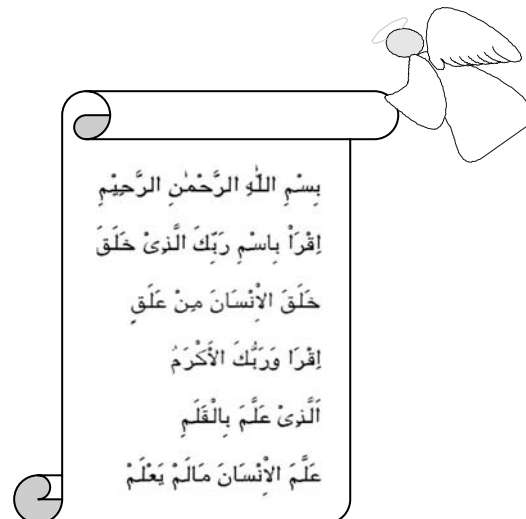 بِسْمِ اللّٰهِ الرَّحْمٰنِ الرَّحِيْمِ
اِقْرَاْ بِاسْمِ رَبِّكَ الَّذِىْ خَلَقَ
خَلَقَ الْاِنْسَانَ مِنْ عَلَقٍ
اِقْرَا وَرَبُّكَ الْاَكْرَمُ
اَلَّذِىْ عَلَّمَ بِالْقَلَمِ
عَلَّمَ الْاِنْسَانَ مَالَمْ يَعْلَمْ